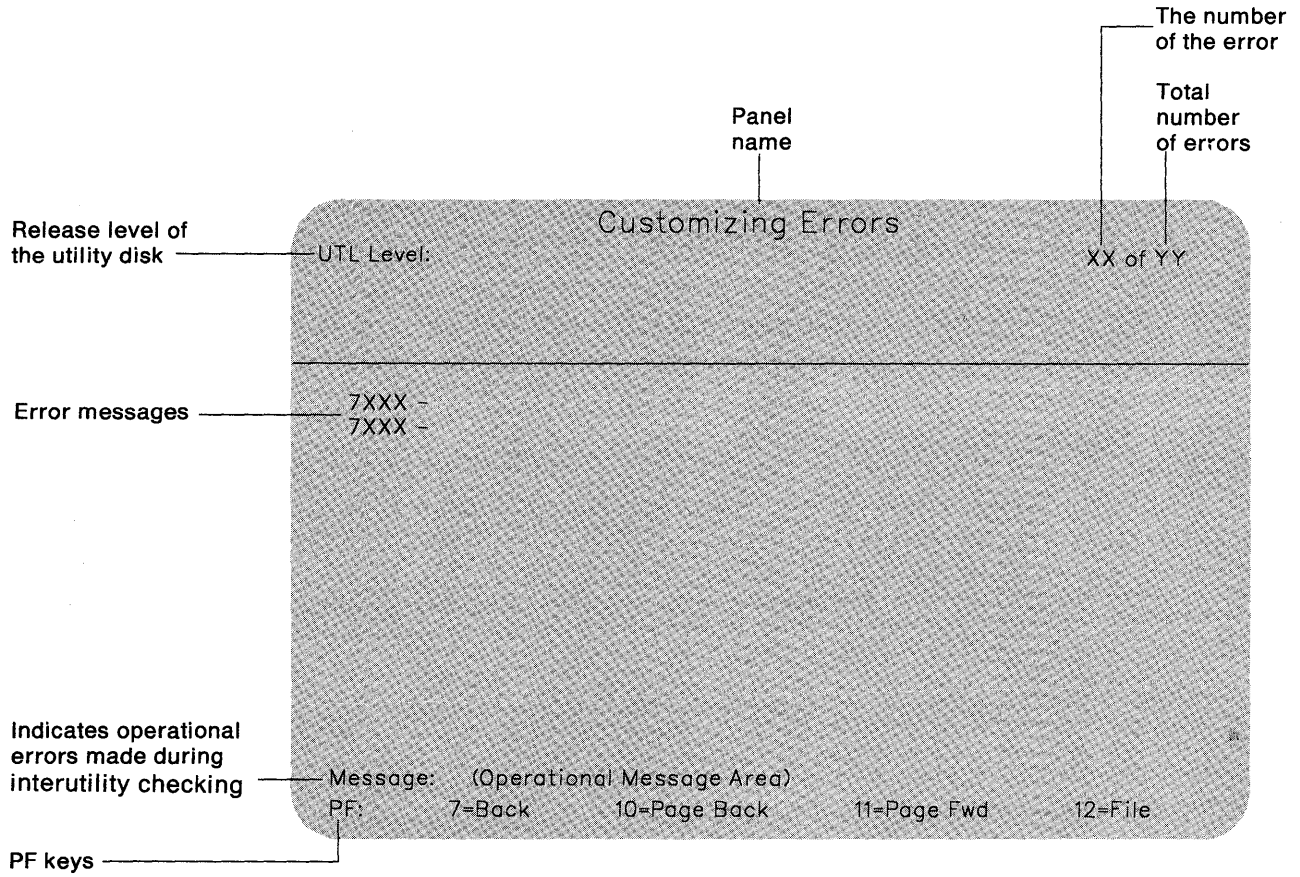 The number
of the error
Total
number
of errors
Panel
name
Customizing Errors
Release level of
the utility disk
UTL Level:
XX of YY
Error messages
7XXX -
7XXX -
Indicates operational
errors made during
interutility checking
Message: (Operational Message Area)
PF: 7=Back 10=Page Back 11=Page Fwd 12=File
PF keys